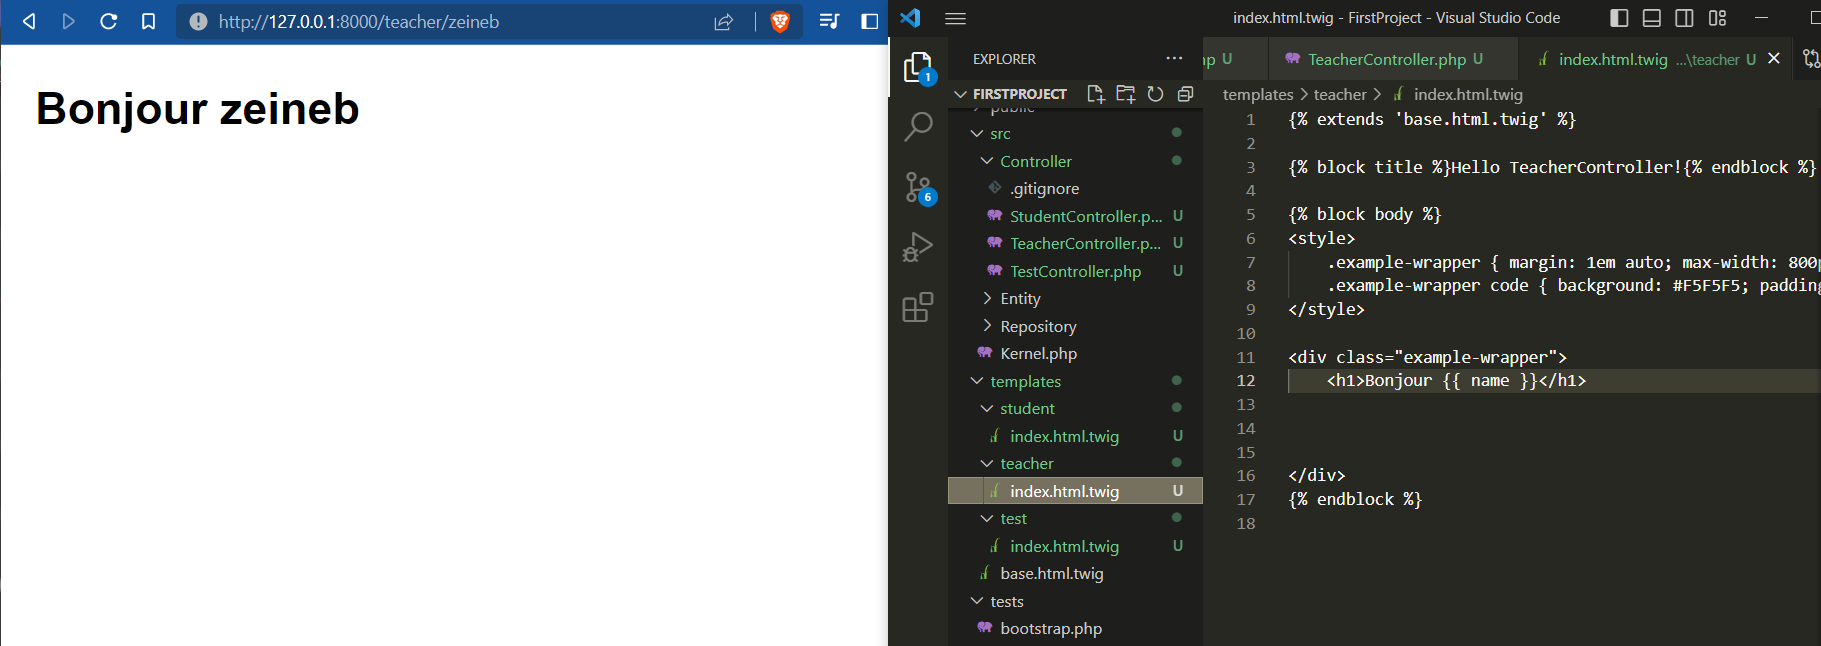 http://127.0.0.1:8000/teacher/zeineb
Bonjour zeineb
index.html.twig - FirstProject - Visual Studio Code
EXPLORER
1
6
FIRSTPROJECT
public
src
Controller
.gitignore
StudentController.p... U
TeacherController.p... U
TestController.php U
Entity
Repository
Kernel.php
templates
student
index.html.twig U
teacher
index.html.twig U
test
index.html.twig U
base.html.twig
tests
bootstrap.php
p U
TeacherController.php U
index.html.twig ...\teacher U
templates > teacher > index.html.twig
1 {% extends 'base.html.twig' %}
2
3 {% block title %}Hello TeacherController!{% endblock %}
4
5 {% block body %}
6 <style>
7 .example-wrapper { margin: 1em auto; max-width: 800p
8 .example-wrapper code { background: #F5F5F5; padding
9 </style>
10
11 <div class="example-wrapper">
12 <h1>Bonjour {{ name }}</h1>
13
14
15
16 </div>
17 {% endblock %}
18